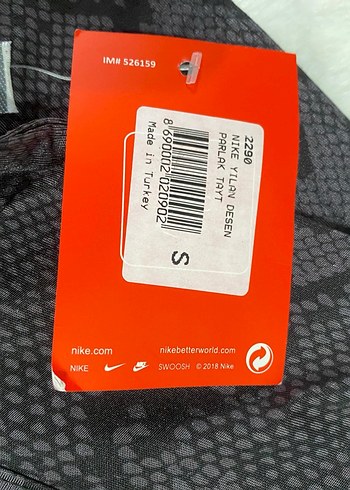 IM# 526159
2290
NIKE YILAN DESEN
PARLAK TAYT
8 690002 020902
Made in Turkey
S
nike.com
nikebetterworld.com
NIKE
SWOOSH © 2018 Nike